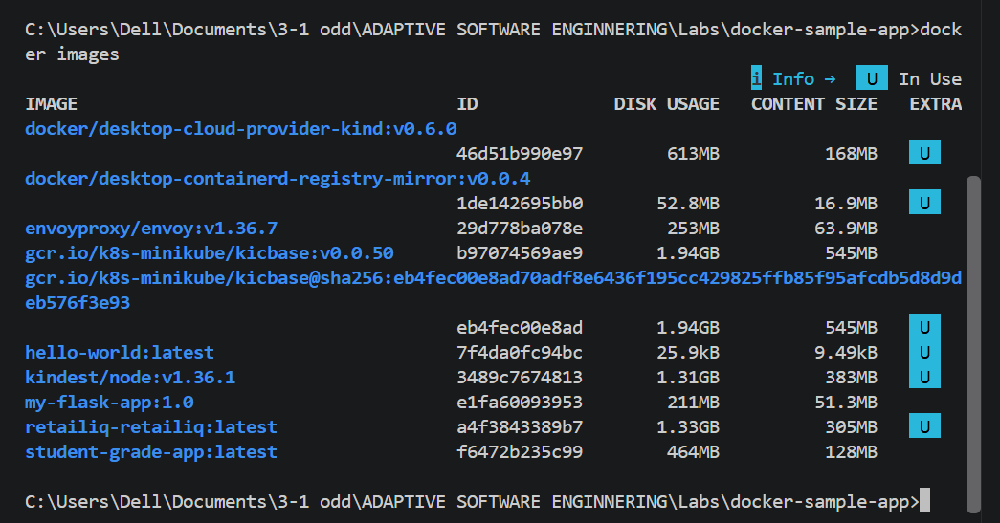 C:\Users\Dell\Documents\3-1 odd\ADAPTIVE SOFTWARE ENGINNERING\Labs\docker-sample-app>dock
er images
i Info → U In Use
IMAGE ID DISK USAGE CONTENT SIZE EXTRA
docker/desktop-cloud-provider-kind:v0.6.0
46d51b990e97 613MB 168MB U
docker/desktop-containerd-registry-mirror:v0.0.4
1de142695bb0 52.8MB 16.9MB U
envoyproxy/envoy:v1.36.7 29d778ba078e 253MB 63.9MB
gcr.io/k8s-minikube/kicbase:v0.0.50 b97074569ae9 1.94GB 545MB
gcr.io/k8s-minikube/kicbase@sha256:eb4fec00e8ad70adf8e6436f195cc429825ffb85f95afcdb5d8d9d
eb576f3e93
eb4fec00e8ad 1.94GB 545MB U
hello-world:latest 7f4da0fc94bc 25.9kB 9.49kB U
kindest/node:v1.36.1 3489c7674813 1.31GB 383MB U
my-flask-app:1.0 e1fa60093953 211MB 51.3MB
retailiq-retailiq:latest a4f3843389b7 1.33GB 305MB U
student-grade-app:latest f6472b235c99 464MB 128MB
C:\Users\Dell\Documents\3-1 odd\ADAPTIVE SOFTWARE ENGINNERING\Labs\docker-sample-app>